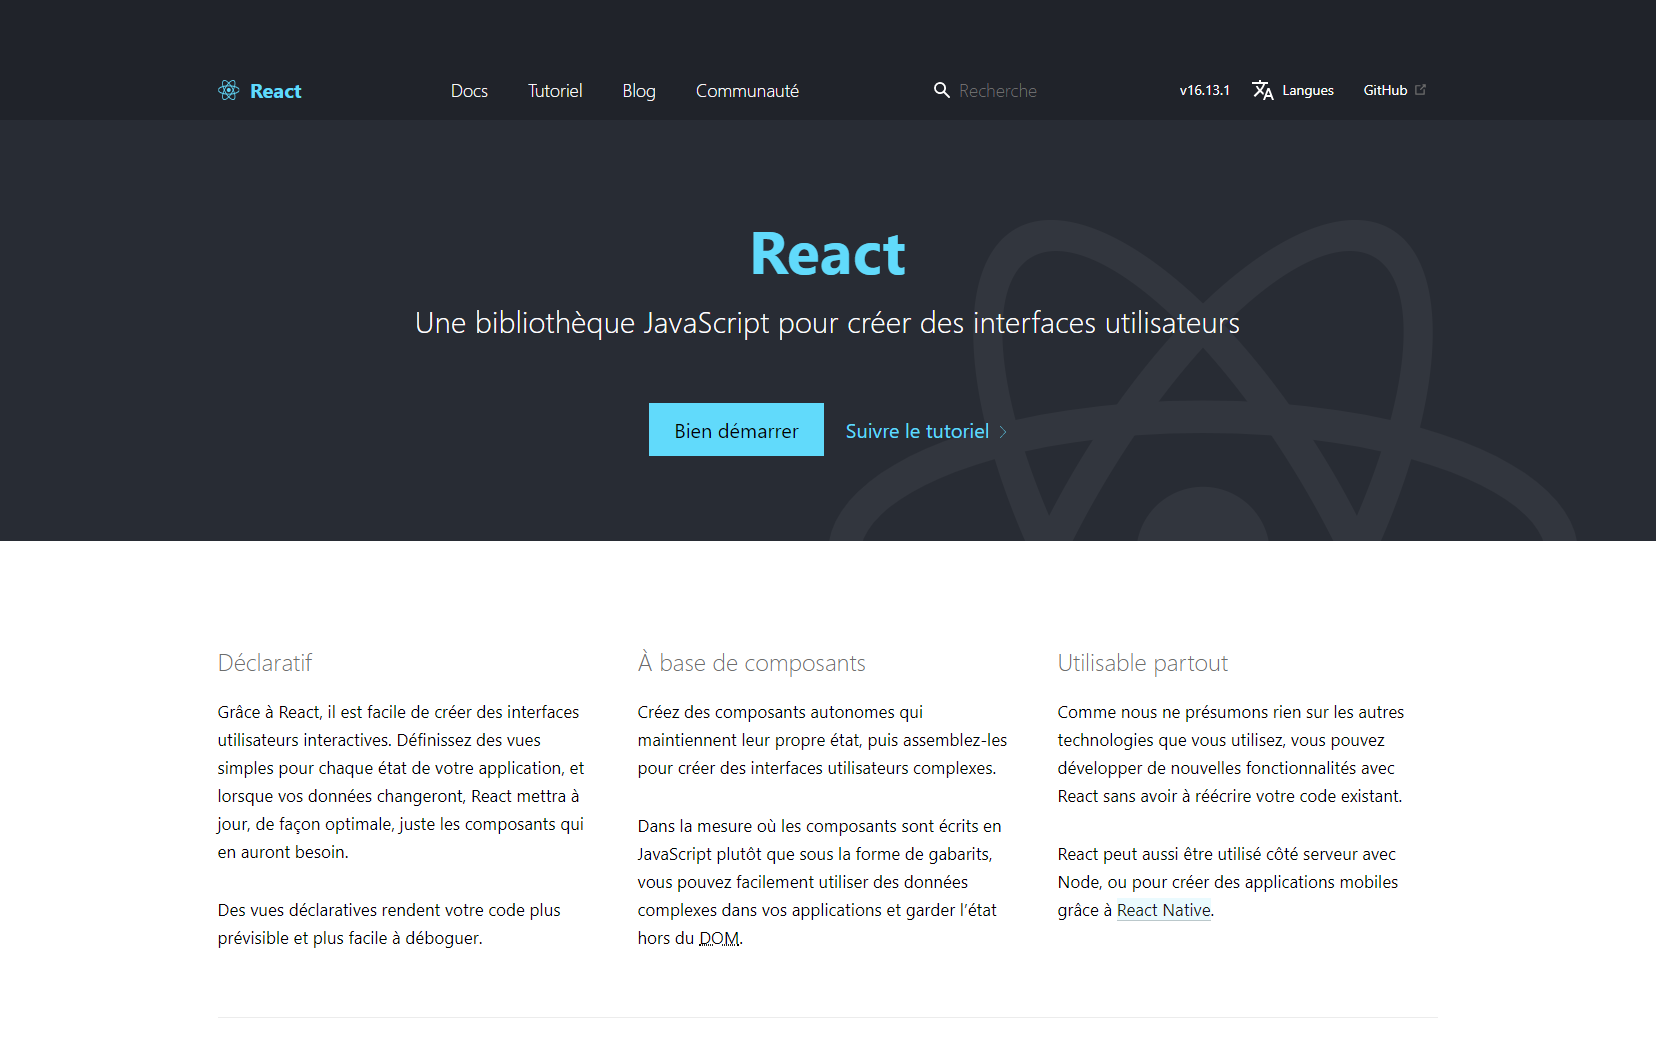 React
Docs
Tutoriel
Blog
Communauté
Recherche
v16.13.1
Langues
GitHub
React
Une bibliothèque JavaScript pour créer des interfaces utilisateurs
Bien démarrer
Suivre le tutoriel
Déclaratif
Grâce à React, il est facile de créer des interfaces
utilisateurs interactives. Définissez des vues
simples pour chaque état de votre application, et
lorsque vos données changeront, React mettra à
jour, de façon optimale, juste les composants qui
en auront besoin.
Des vues déclaratives rendent votre code plus
prévisible et plus facile à déboguer.
À base de composants
Créez des composants autonomes qui
maintiennent leur propre état, puis assemblez-les
pour créer des interfaces utilisateurs complexes.
Dans la mesure où les composants sont écrits en
JavaScript plutôt que sous la forme de gabarits,
vous pouvez facilement utiliser des données
complexes dans vos applications et garder l’état
hors du DOM.
Utilisable partout
Comme nous ne présumons rien sur les autres
technologies que vous utilisez, vous pouvez
développer de nouvelles fonctionnalités avec
React sans avoir à réécrire votre code existant.
React peut aussi être utilisé côté serveur avec
Node, ou pour créer des applications mobiles
grâce à React Native.